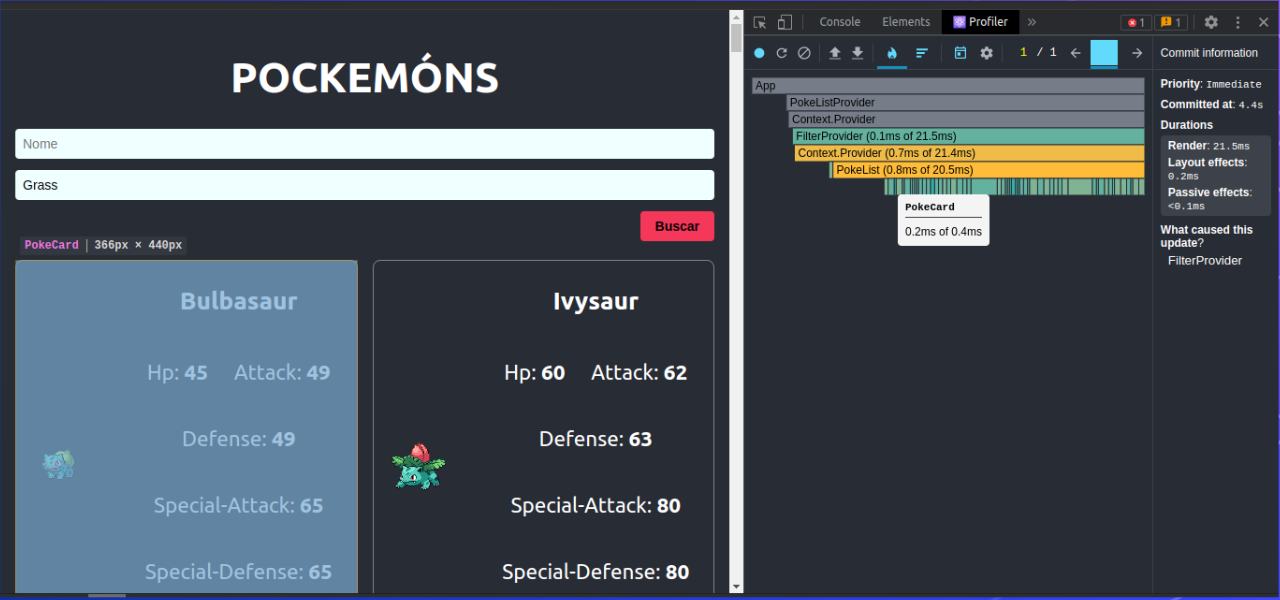 POCKEMÓNS
Nome
Grass
Buscar
PokeCard | 366px × 440px
Bulbasaur
Hp: 45 Attack: 49
Defense: 49
Special-Attack: 65
Special-Defense: 65
Ivysaur
Hp: 60 Attack: 62
Defense: 63
Special-Attack: 80
Special-Defense: 80
Console Elements Profiler » 1 1
1 / 1
App
PokeListProvider
Context.Provider
FilterProvider (0.1ms of 21.5ms)
Context.Provider (0.7ms of 21.4ms)
PokeList (0.8ms of 20.5ms)
PokeCard
0.2ms of 0.4ms
Commit information
Priority: Immediate
Committed at: 4.4s
Durations
Render: 21.5ms
Layout effects:
0.2ms
Passive effects:
<0.1ms
What caused this
update?
FilterProvider